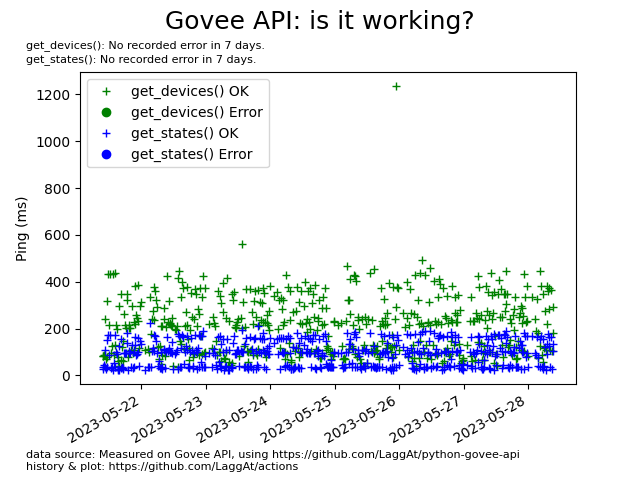 Govee API: is it working?
get_devices(): No recorded error in 7 days.
get_states(): No recorded error in 7 days.
get_devices() OK
get_devices() Error
get_states() OK
get_states() Error
Ping (ms)
1200
1000
800
600
400
200
0
2023-05-22
2023-05-23
2023-05-24
2023-05-25
2023-05-26
2023-05-27
2023-05-28
data source: Measured on Govee API, using https://github.com/LaggAt/python-govee-api
history & plot: https://github.com/LaggAt/actions